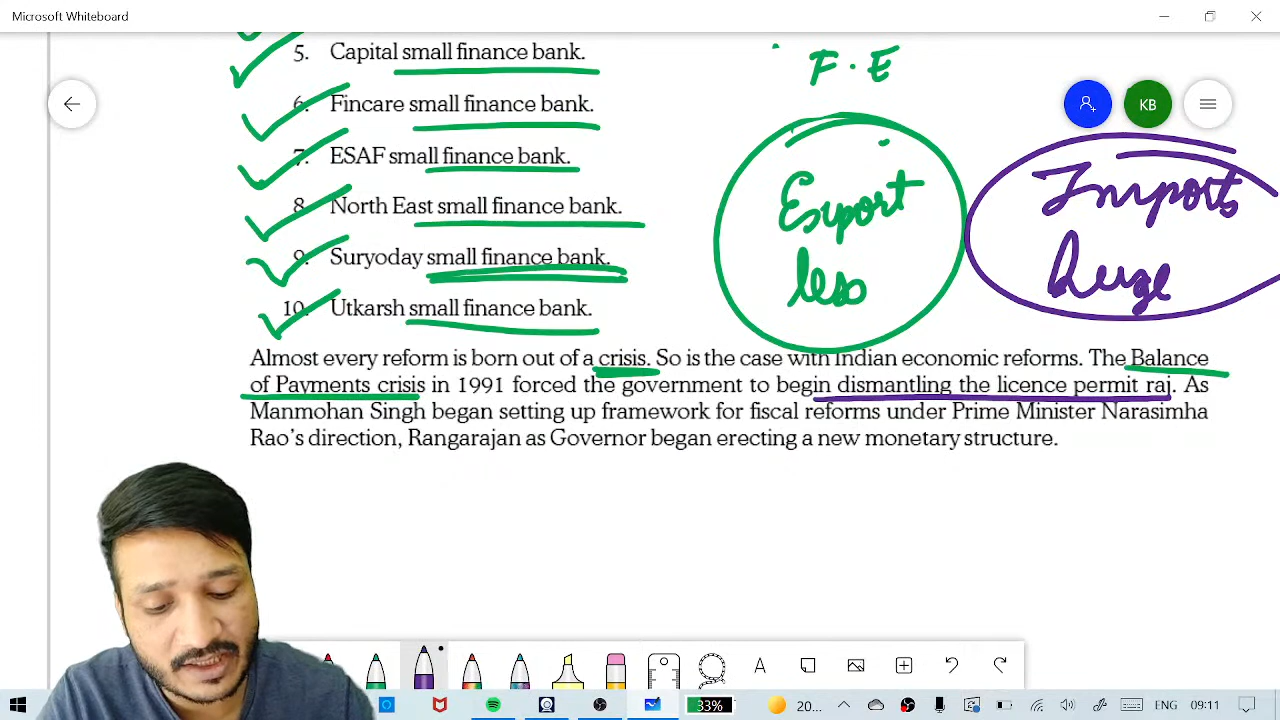 Microsoft Whiteboard
5. Capital small finance bank.
6. Fincare small finance bank.
7. ESAF small finance bank.
8. North East small finance bank.
9. Suryoday small finance bank.
10. Utkarsh small finance bank.
F. E
Export
less
Imports
huge
KB
Almost every reform is born out of a crisis. So is the case with Indian economic reforms. The Balance
of Payments crisis in 1991 forced the government to begin dismantling the licence permit raj. As
Manmohan Singh began setting up framework for fiscal reforms under Prime Minister Narasimha
Rao's direction, Rangarajan as Governor began erecting a new monetary structure.
A
33%
20...
ENG
09:11